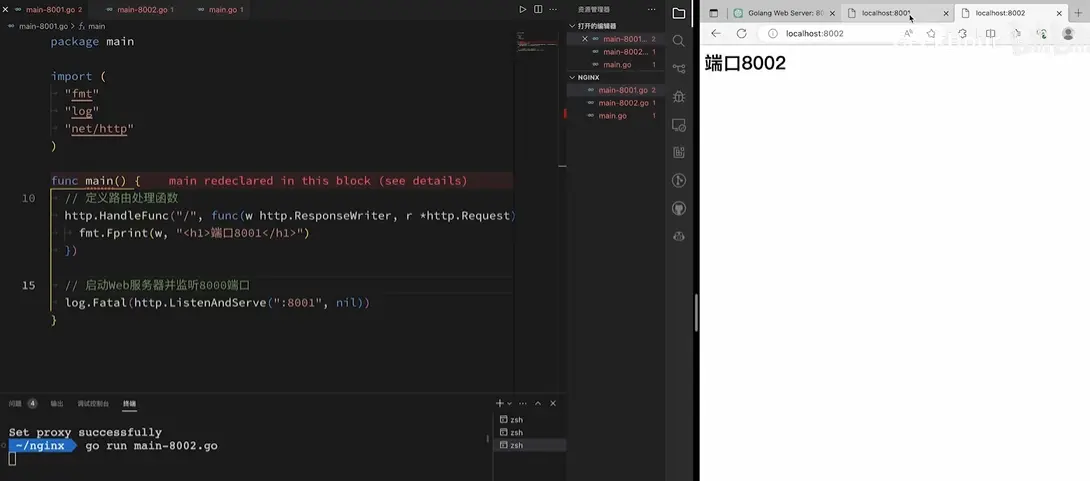 main-8001.go 2
main-8002.go 1
main.go 1
main-8001.go > main
package main
import (
"fmt"
"log"
"net/http"
)
func main() { main redeclared in this block (see details)
10 // 定义路由处理函数
http.HandleFunc("/", func(w http.ResponseWriter, r *http.Request)
fmt.Fprint(w, "<h1>端口8001</h1>")
})
15 // 启动Web服务器并监听8000端口
log.Fatal(http.ListenAndServe(":8001", nil))
}
问题 4 输出 调试控制台 终端
Set proxy successfully
~/nginx go run main-8002.go
zsh
zsh
zsh
资源管理器
打开的编辑器
main-8001... 2
main-8002... 1
main.go 1
NGINX
main-8001.go 2
main-8002.go 1
main.go 1
Golang Web Server: 80
localhost:8001
localhost:8002
localhost:8002
端口8002